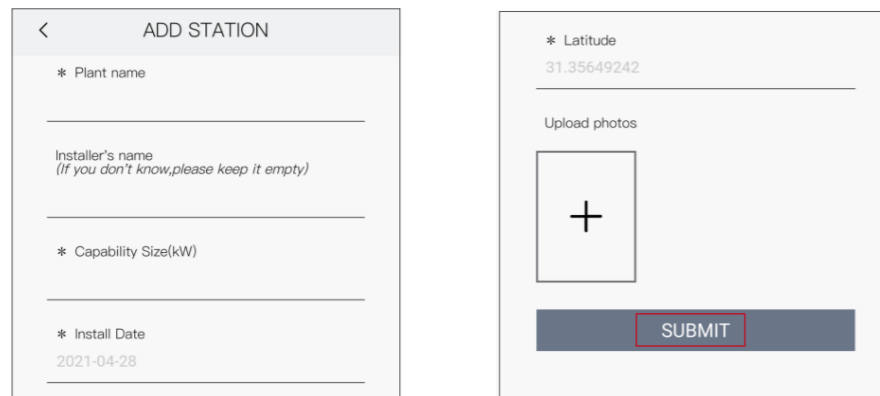 ADD STATION
* Plant name
Installer's name
(If you don't know,please keep it empty)
* Capability Size(kW)
* Install Date
2021-04-28
* Latitude
31.35649242
Upload photos
SUBMIT